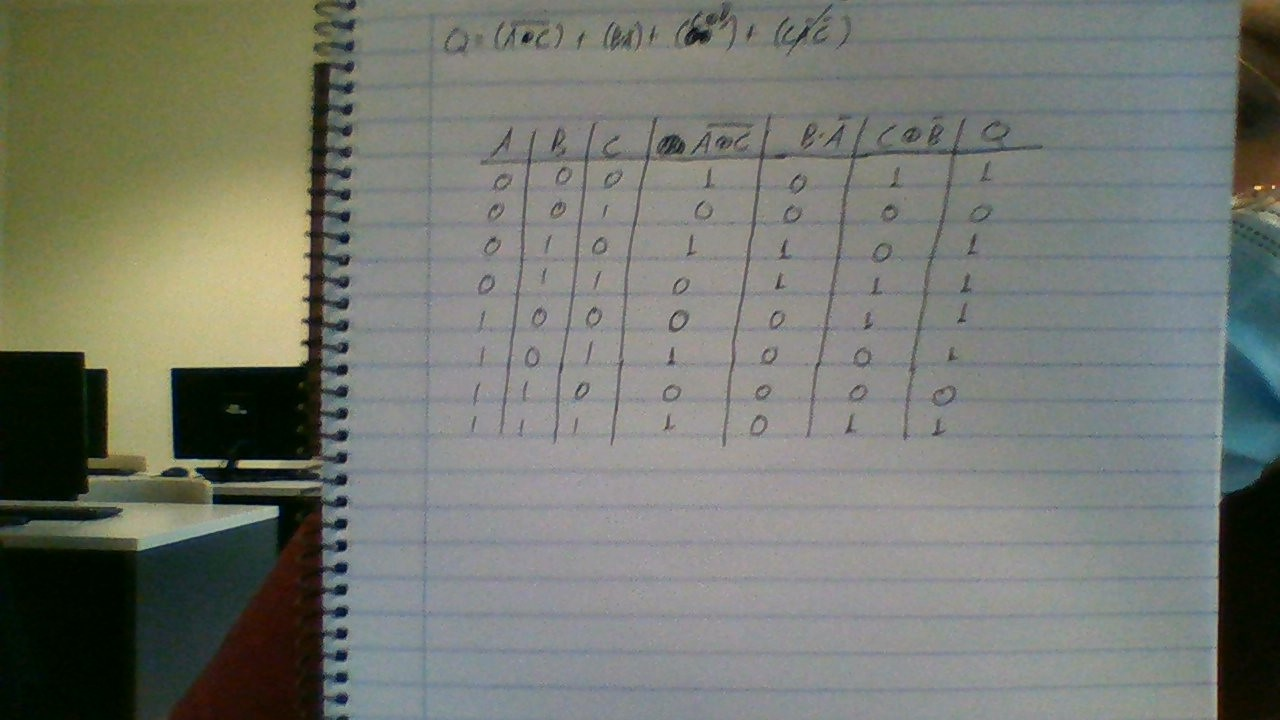 Q = (A⊕C) + (BA) + ( ) + ( )
A | B | C | A⊕C̅ | B·A̅ | C⊕B̅ | Q
0 0 0 1 0 1 1
0 0 1 0 0 0 0
0 1 0 1 1 0 1
0 1 1 0 1 1 1
1 0 0 0 0 1 1
1 0 1 1 0 0 1
1 1 0 0 0 0 0
1 1 1 1 0 1 1